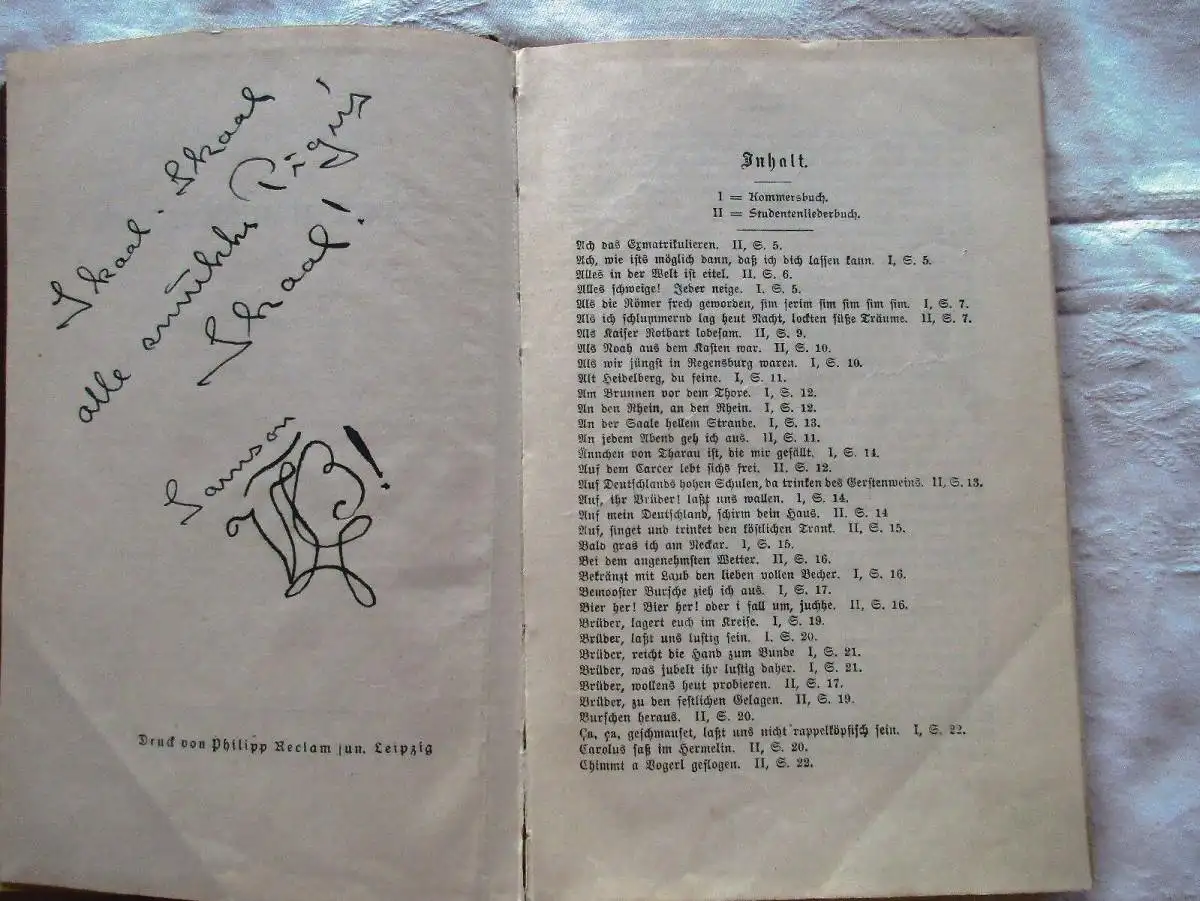 Skaal. Skaal
alle smukke Piger
Skaal!
Samson
Druck von Philipp Reclam jun. Leipzig
Inhalt.
I = Kommersbuch.
II = Studentenliederbuch.
Ach das Exmatrikulieren. II, S. 5.
Ach, wie ists möglich dann, daß ich dich lassen kann. I, S. 5.
Alles in der Welt ist eitel. II, S. 6.
Alles schweige! Jeder neige. I. S. 5.
Als die Römer frech geworden, sim serim sim sim sim sim. I, S. 7.
Als ich schlummernd lag heut Nacht, lockten süße Träume. II, S. 7.
Als Kaiser Rotbart lobesam. II, S. 9.
Als Noah aus dem Kasten war. II, S. 10.
Als wir jüngst in Regensburg waren. I, S. 10.
Alt Heidelberg, du feine. I, S. 11.
Am Brunnen vor dem Thore. I, S. 12.
An den Rhein, an den Rhein. I, S. 12.
An der Saale hellem Strande. I, S. 13.
An jedem Abend geh ich aus. II, S. 11.
Ännchen von Tharau ist, die mir gefällt. I, S. 14.
Auf dem Carcer lebt sichs frei. II. S. 12.
Auf Deutschlands hohen Schulen, da trinken des Gerstenweins. II, S. 13.
Auf, ihr Brüder! laßt uns wallen. I, S. 14.
Auf mein Deutschland, schirm dein Haus. II. S. 14
Auf, singet und trinket den köstlichen Trank. II, S. 15.
Bald gras ich am Neckar. I, S. 15.
Bei dem angenehmsten Wetter. II, S. 16.
Bekränzt mit Laub den lieben vollen Becher. I, S. 16.
Bemooster Bursche zieh ich aus. I, S. 17.
Bier her! Bier her! oder i fall um, juchhe. II, S. 16.
Brüder, lagert euch im Kreise. I, S. 19.
Brüder, laßt uns lustig sein. I. S. 20.
Brüder, reicht die Hand zum Bunde I, S. 21.
Brüder, was jubelt ihr lustig daher. I, S. 21.
Brüder, wollens heut probieren. II, S. 17.
Brüder, zu den festlichen Gelagen. II, S. 19.
Burschen heraus. II, S. 20.
Ça, ça, geschmauset, laßt uns nicht rappelköpfisch sein. I, S. 22.
Carolus saß im Hermelin. II, S. 20.
Chimmt a Vogerl geflogen. II, S. 22.